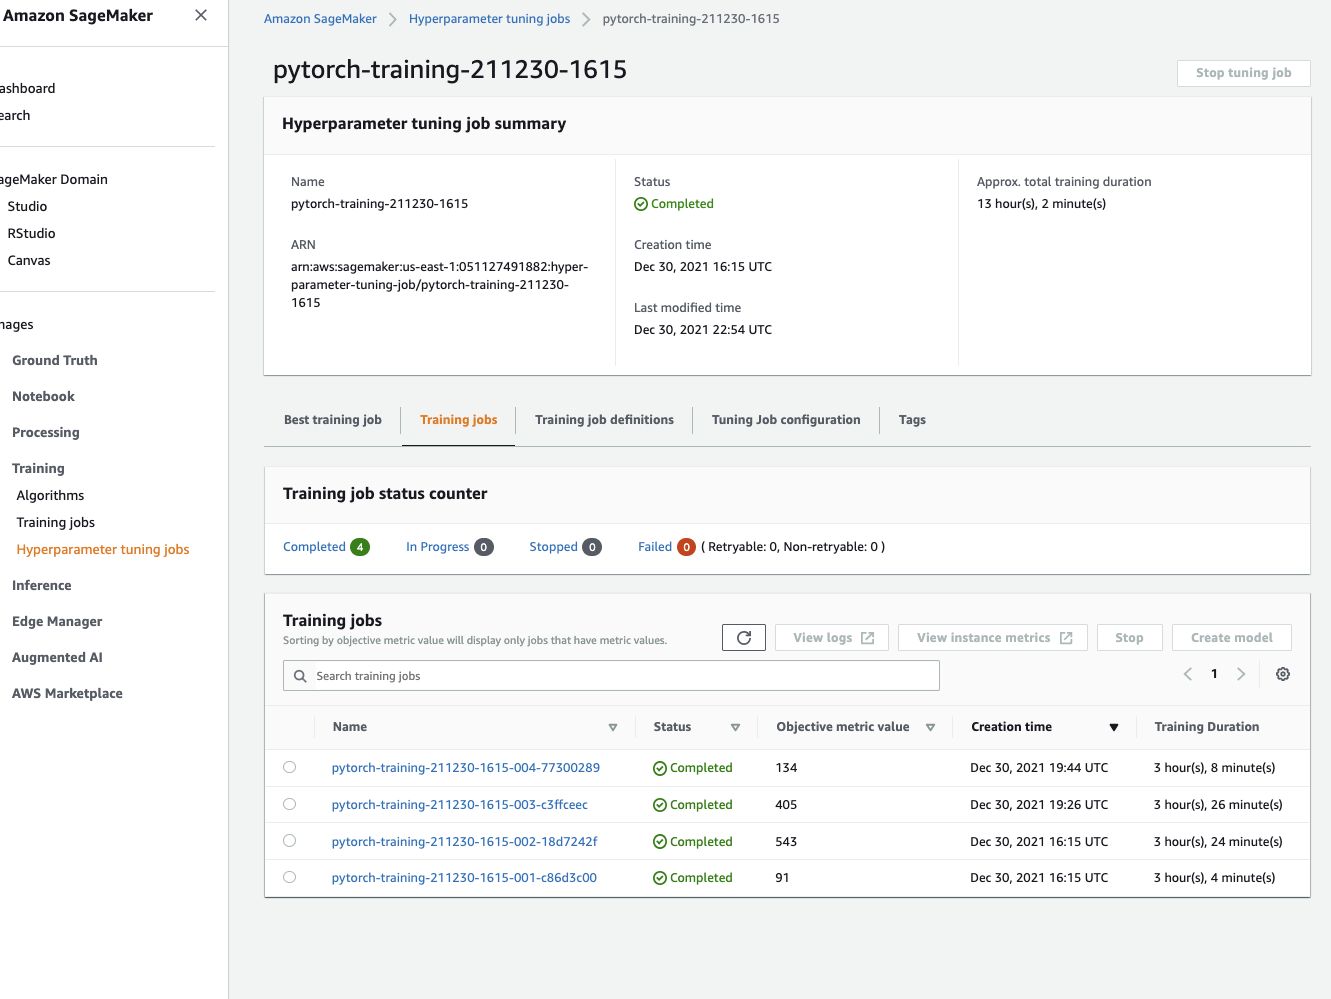 Amazon SageMaker
ashboard
earch
ageMaker Domain
Studio
RStudio
Canvas
nages
Ground Truth
Notebook
Processing
Training
Algorithms
Training jobs
Hyperparameter tuning jobs
Inference
Edge Manager
Augmented AI
AWS Marketplace
Amazon SageMaker > Hyperparameter tuning jobs > pytorch-training-211230-1615
pytorch-training-211230-1615
Stop tuning job
Hyperparameter tuning job summary
Name
pytorch-training-211230-1615
ARN
arn:aws:sagemaker:us-east-1:051127491882:hyper-
parameter-tuning-job/pytorch-training-211230-
1615
Status
Completed
Creation time
Dec 30, 2021 16:15 UTC
Last modified time
Dec 30, 2021 22:54 UTC
Approx. total training duration
13 hour(s), 2 minute(s)
Best training job Training jobs Training job definitions Tuning Job configuration Tags
Training job status counter
Completed 4 In Progress 0 Stopped 0 Failed 0 ( Retryable: 0, Non-retryable: 0 )
Training jobs
Sorting by objective metric value will display only jobs that have metric values.
View logs View instance metrics Stop Create model
Search training jobs
1
Name Status Objective metric value Creation time Training Duration
pytorch-training-211230-1615-004-77300289 Completed 134 Dec 30, 2021 19:44 UTC 3 hour(s), 8 minute(s)
pytorch-training-211230-1615-003-c3ffceec Completed 405 Dec 30, 2021 19:26 UTC 3 hour(s), 26 minute(s)
pytorch-training-211230-1615-002-18d7242f Completed 543 Dec 30, 2021 16:15 UTC 3 hour(s), 24 minute(s)
pytorch-training-211230-1615-001-c86d3c00 Completed 91 Dec 30, 2021 16:15 UTC 3 hour(s), 4 minute(s)